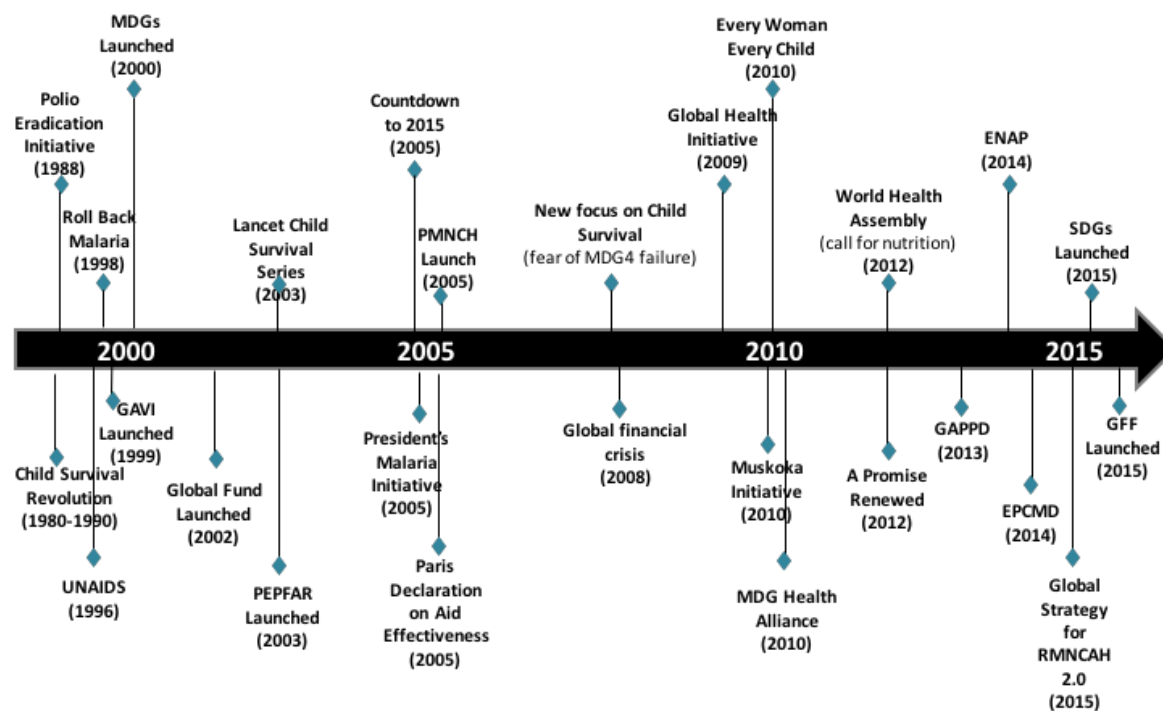 MDGs
Launched
(2000)
Polio
Eradication
Initiative
(1988)
Roll Back
Malaria
(1998)
Lancet Child
Survival
Series
(2003)
Countdown
to 2015
(2005)
PMNCH
Launch
(2005)
New focus on Child
Survival
(fear of MDG4 failure)
Global Health
Initiative
(2009)
Every Woman
Every Child
(2010)
World Health
Assembly
(call for nutrition)
(2012)
ENAP
(2014)
SDGs
Launched
(2015)
2000 2005 2010 2015
Child Survival
Revolution
(1980-1990)
UNAIDS
(1996)
GAVI
Launched
(1999)
Global Fund
Launched
(2002)
PEPFAR
Launched
(2003)
President's
Malaria
Initiative
(2005)
Paris
Declaration
on Aid
Effectiveness
(2005)
Global financial
crisis
(2008)
Muskoka
Initiative
(2010)
MDG Health
Alliance
(2010)
A Promise
Renewed
(2012)
GAPPD
(2013)
EPCMD
(2014)
Global
Strategy
for
RMNCAH
2.0
(2015)
GFF
Launched
(2015)